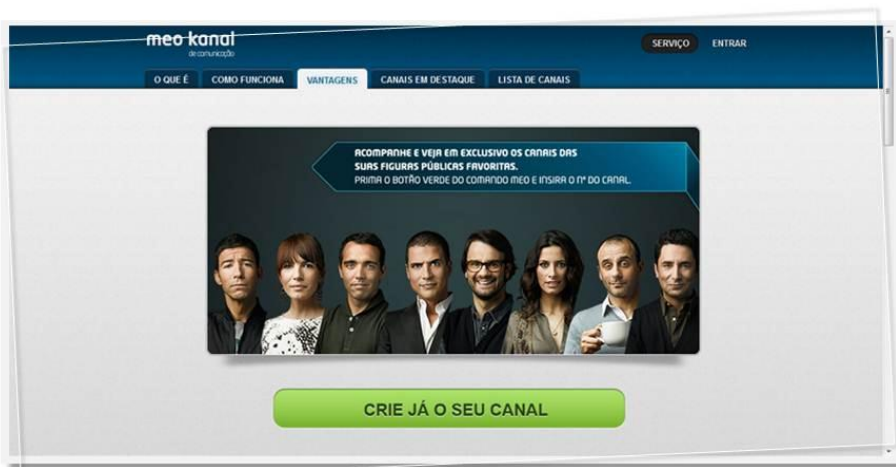 meo kanal
de comunicação
SERVIÇO ENTRAR
O QUE É COMO FUNCIONA VANTAGENS CANAIS EM DESTAQUE LISTA DE CANAIS
ACOMPANHE E VEJA EM EXCLUSIVO OS CANAIS DAS
SUAS FIGURAS PÚBLICAS FAVORITAS.
PRIMA O BOTÃO VERDE DO COMANDO MEO E INSIRA O Nº DO CANAL.
CRIE JÁ O SEU CANAL